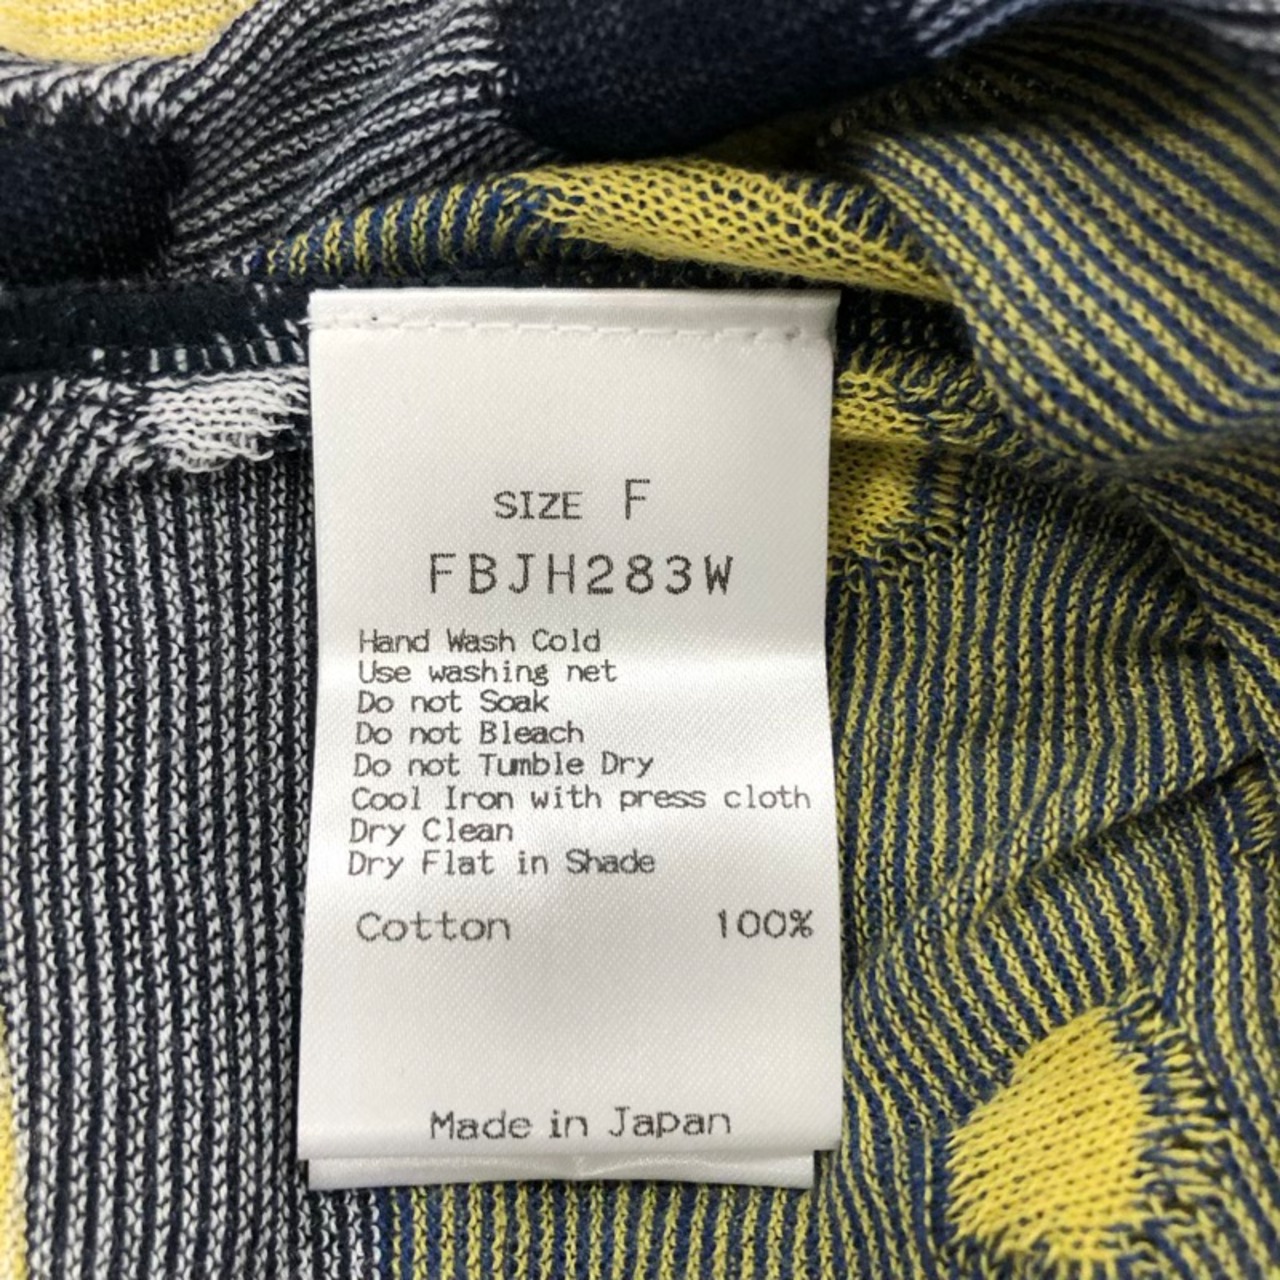 SIZE F
FBJH283W
Hand Wash Cold
Use washing net
Do not Soak
Do not Bleach
Do not Tumble Dry
Cool Iron with press cloth
Dry Clean
Dry Flat in Shade
Cotton 100%
Made in Japan